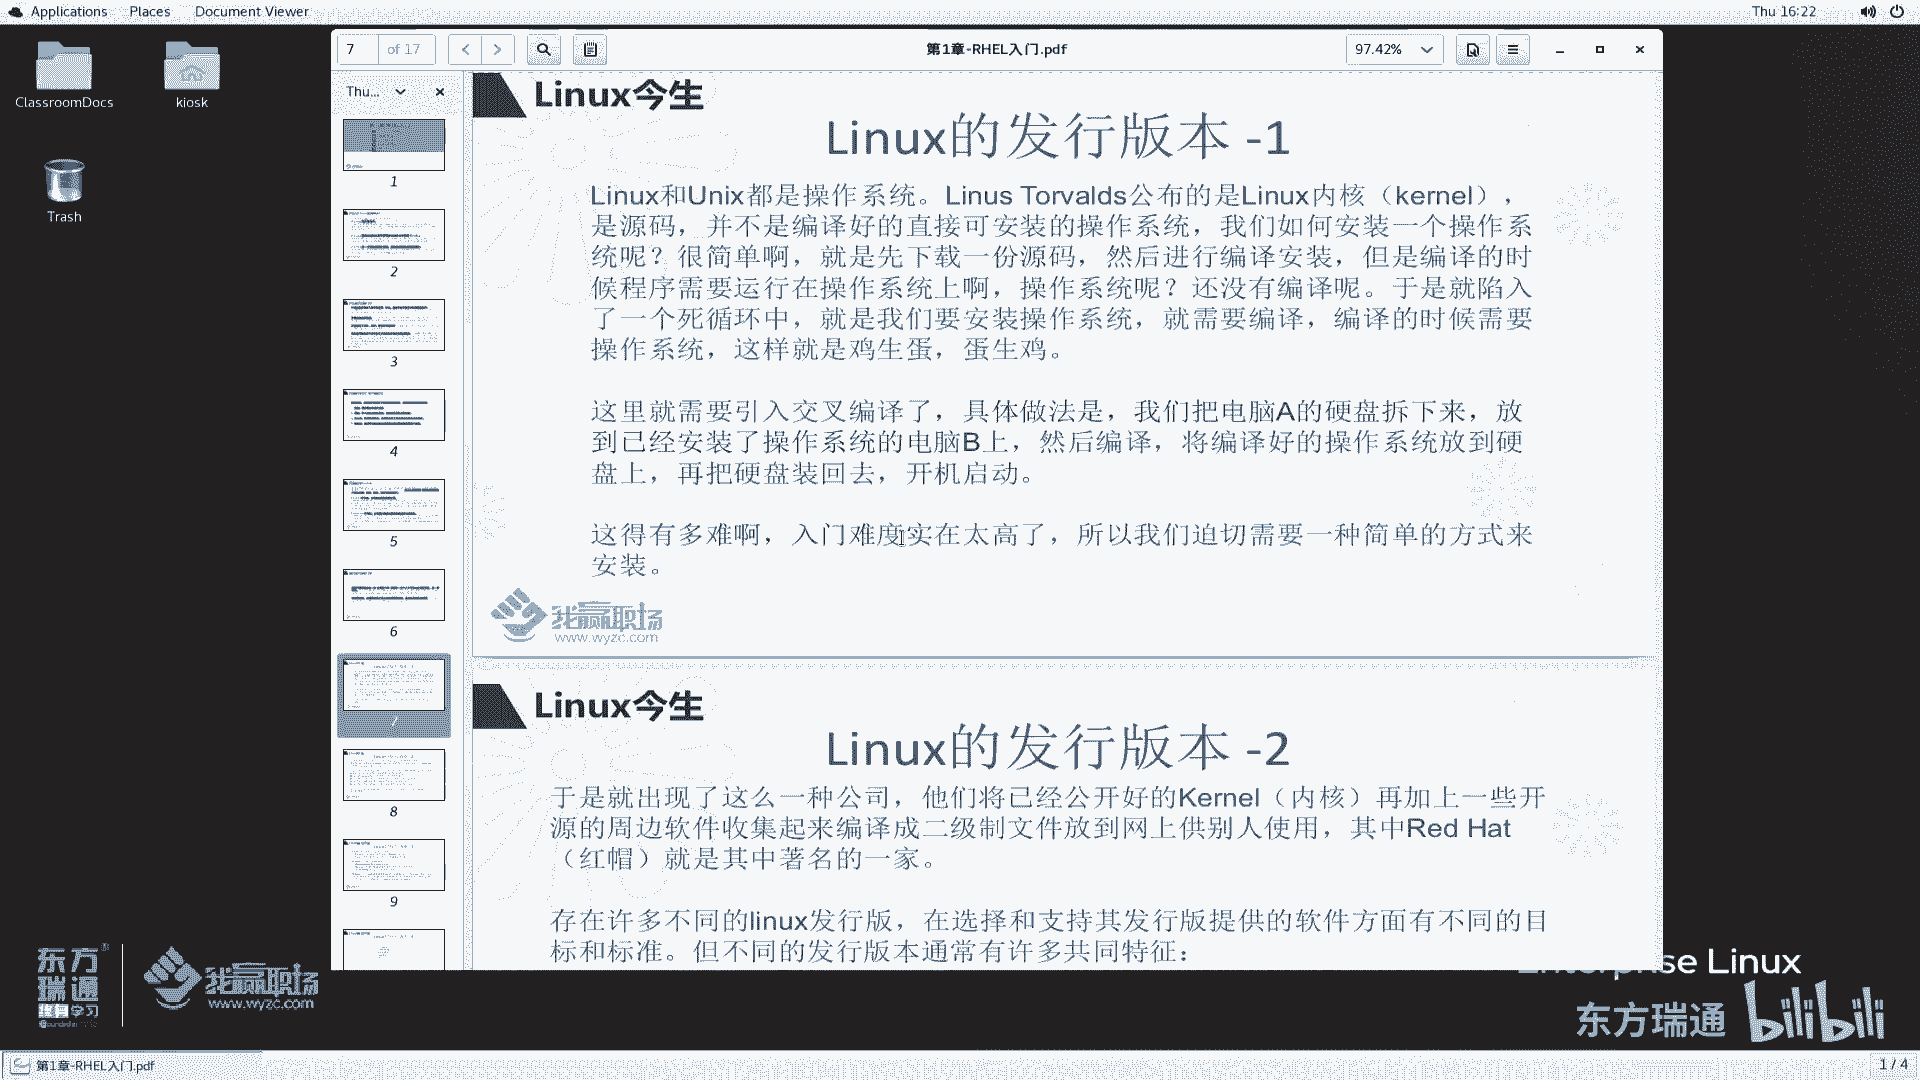 Applications Places Document Viewer Thu 16:22
ClassroomDocs
kiosk
Trash
7 of 17
第1章-RHEL入门.pdf
97.42%
Thu...
1
2
3
4
5
6
7
8
9
Linux今生
Linux的发行版本 -1
Linux和Unix都是操作系统。Linus Torvalds公布的是Linux内核（kernel），
是源码，并不是编译好的直接可安装的操作系统，我们如何安装一个操作系
统呢？很简单啊，就是先下载一份源码，然后进行编译安装，但是编译的时
候程序需要运行在操作系统上啊，操作系统呢？还没有编译呢。于是就陷入
了一个死循环中，就是我们要安装操作系统，就需要编译，编译的时候需要
操作系统，这样就是鸡生蛋，蛋生鸡。
这里就需要引入交叉编译了，具体做法是，我们把电脑A的硬盘拆下来，放
到已经安装了操作系统的电脑B上，然后编译，将编译好的操作系统放到硬
盘上，再把硬盘装回去，开机启动。
这得有多难啊，入门难度实在太高了，所以我们迫切需要一种简单的方式来
安装。
我赢职场
www.wyzc.com
Linux今生
Linux的发行版本 -2
于是就出现了这么一种公司，他们将已经公开好的Kernel（内核）再加上一些开
源的周边软件收集起来编译成二级制文件放到网上供别人使用，其中Red Hat
（红帽）就是其中著名的一家。
存在许多不同的linux发行版，在选择和支持其发行版提供的软件方面有不同的目
标和标准。但不同的发行版本通常有许多共同特征：
东方
瑞通
终身学习
我赢职场
www.wyzc.com
Enterprise Linux
东方瑞通 bilibili
第1章-RHEL入门.pdf
1 / 4